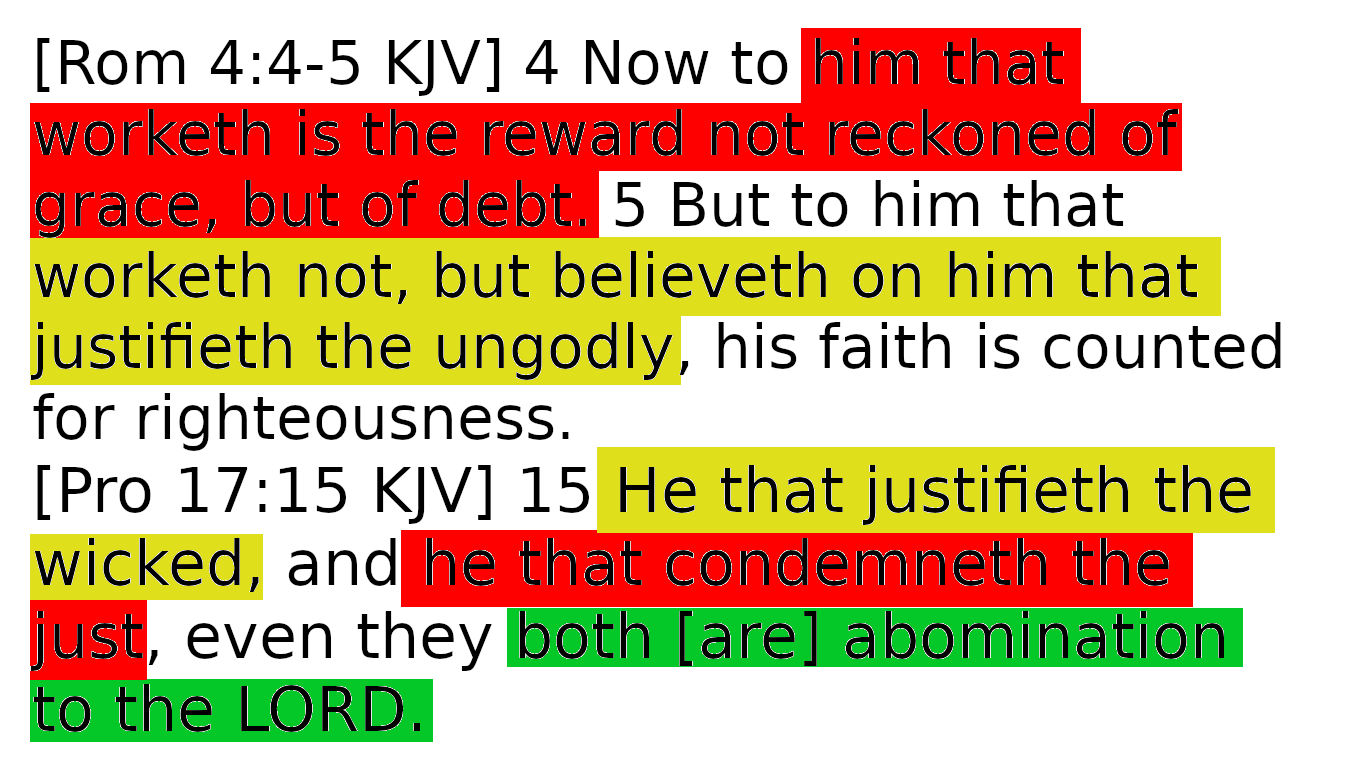 [Rom 4:4-5 KJV] 4 Now to him that
worketh is the reward not reckoned of
grace, but of debt. 5 But to him that
worketh not, but believeth on him that
justifieth the ungodly, his faith is counted
for righteousness.
[Pro 17:15 KJV] 15 He that justifieth the
wicked, and he that condemneth the
just, even they both [are] abomination
to the LORD.